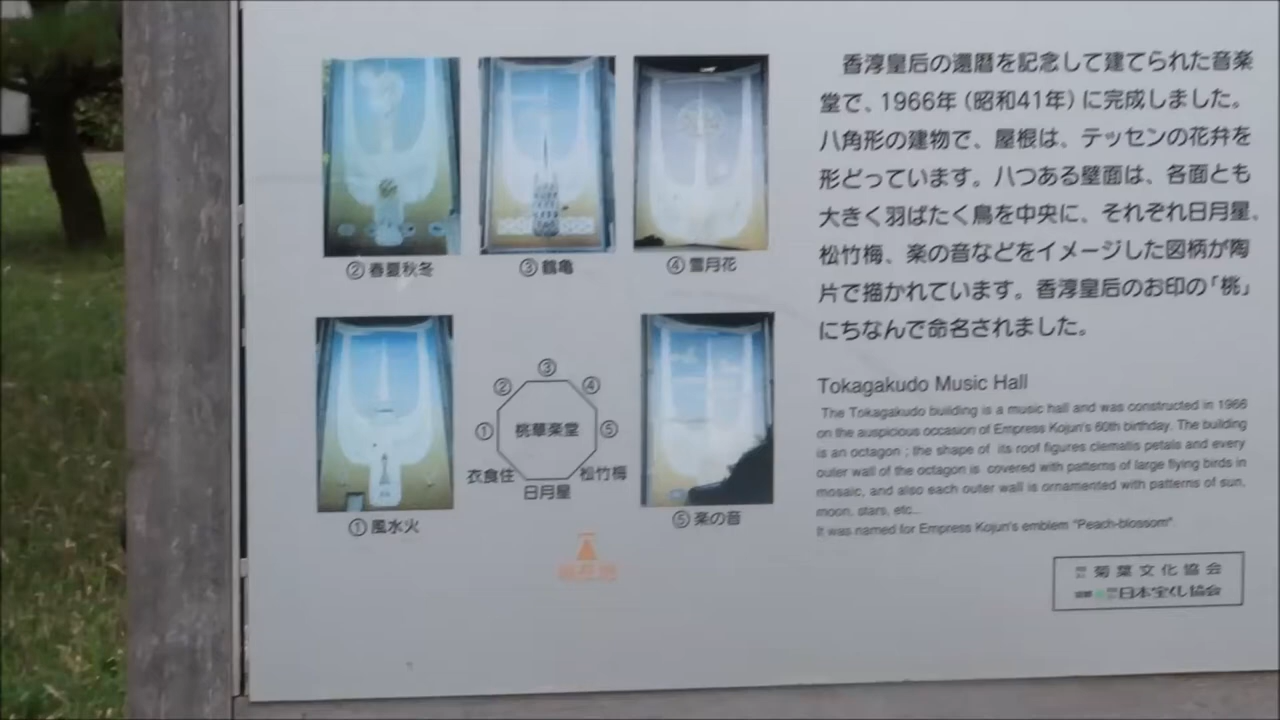 ② 春夏秋冬
③ 鶴亀
④ 雪月花
① 風水火
③
②
④
①
桃華楽堂
⑤
衣食住
松竹梅
日月星
⑤ 楽の音
現在地
香淳皇后の還暦を記念して建てられた音楽
堂で、1966年（昭和41年）に完成しました。
八角形の建物で、屋根は、テッセンの花弁を
形どっています。八つある壁面は、各面とも
大きく羽ばたく鳥を中央に、それぞれ日月星、
松竹梅、楽の音などをイメージした図柄が陶
片で描かれています。香淳皇后のお印の「桃」
にちなんで命名されました。
Tokagakudo Music Hall
The Tokagakudo building is a music hall and was constructed in 1966
on the auspicious occasion of Empress Kojun's 60th birthday. The building
is an octagon ; the shape of its roof figures clematis petals and every
outer wall of the octagon is covered with patterns of large flying birds in
mosaic, and also each outer wall is ornamented with patterns of sun,
moon, stars, etc...
It was named for Empress Kojun's emblem "Peach-blossom"
菊葉文化協会
日本宝くじ協会